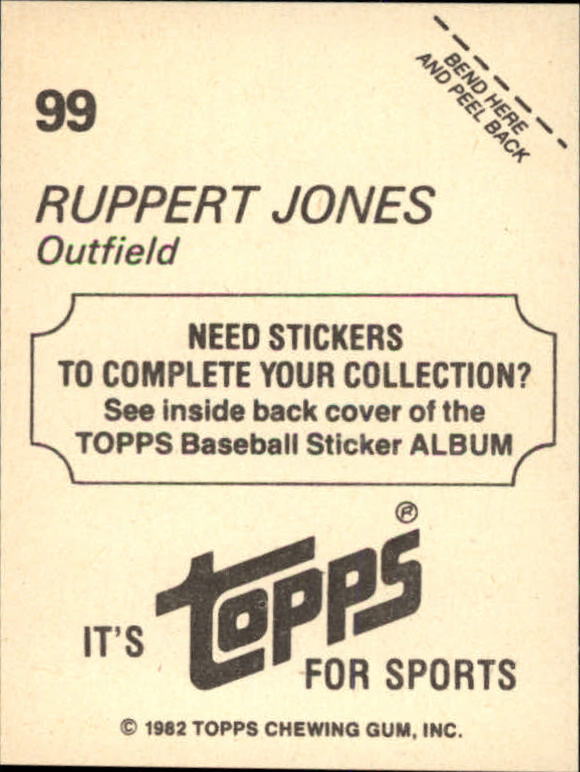 BEND HERE
AND PEEL BACK
99
RUPPERT JONES
Outfield
NEED STICKERS
TO COMPLETE YOUR COLLECTION?
See inside back cover of the
TOPPS Baseball Sticker ALBUM
®
IT'S topps FOR SPORTS
© 1982 TOPPS CHEWING GUM, INC.